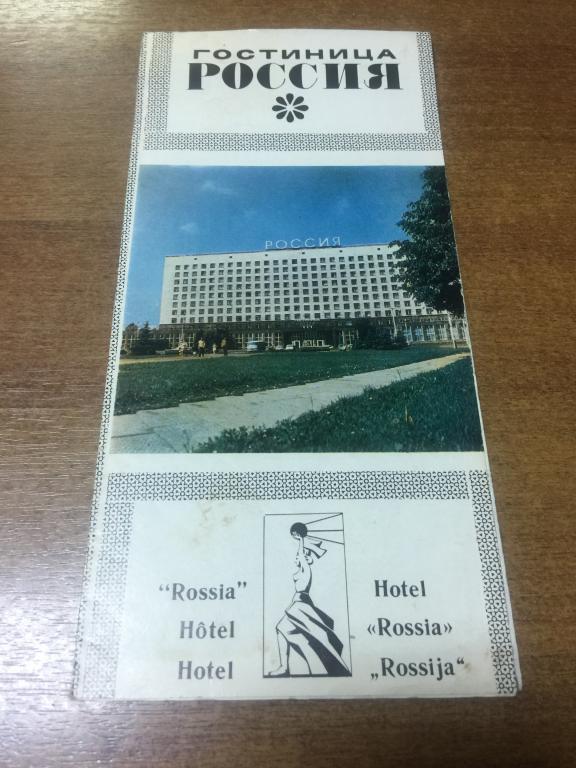 ГОСТИНИЦА
РОССИЯ
РОССИЯ
“Rossia”
Hôtel
Hotel
Hotel
«Rossia»
„Rossija“